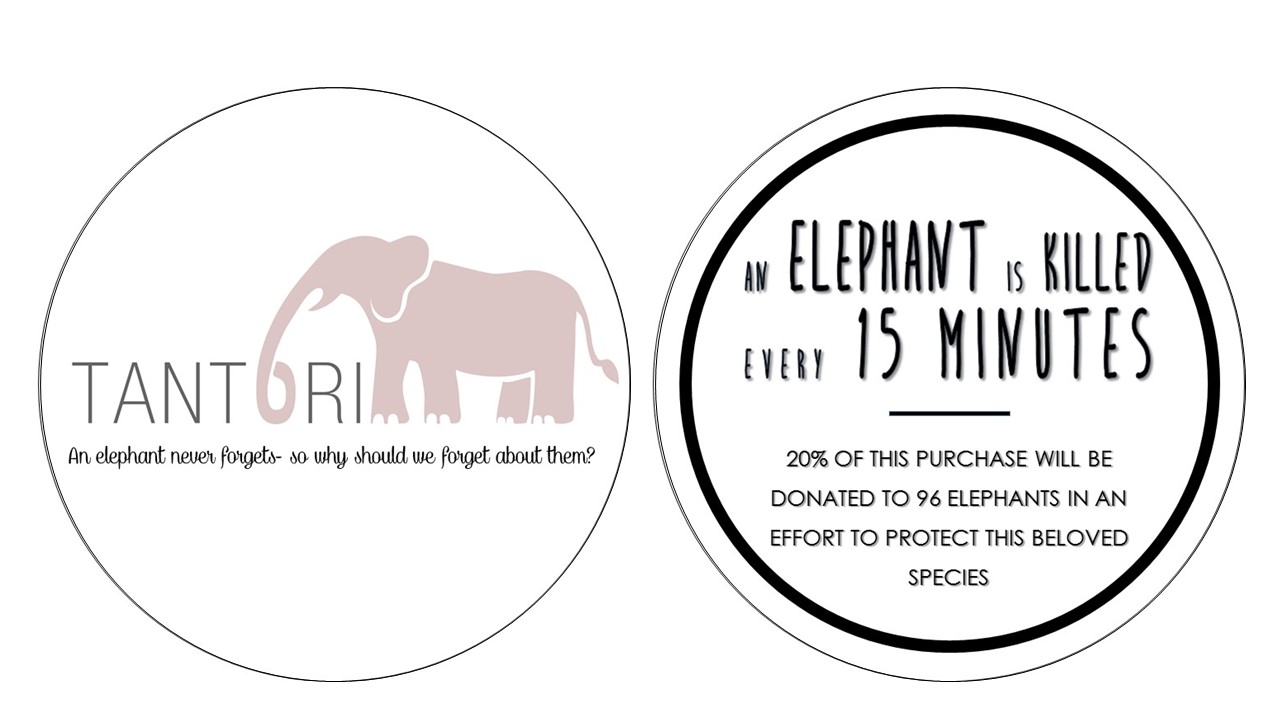 TANTORI
An elephant never forgets- so why should we forget about them?
AN ELEPHANT IS KILLED
EVERY 15 MINUTES
20% OF THIS PURCHASE WILL BE
DONATED TO 96 ELEPHANTS IN AN
EFFORT TO PROTECT THIS BELOVED
SPECIES